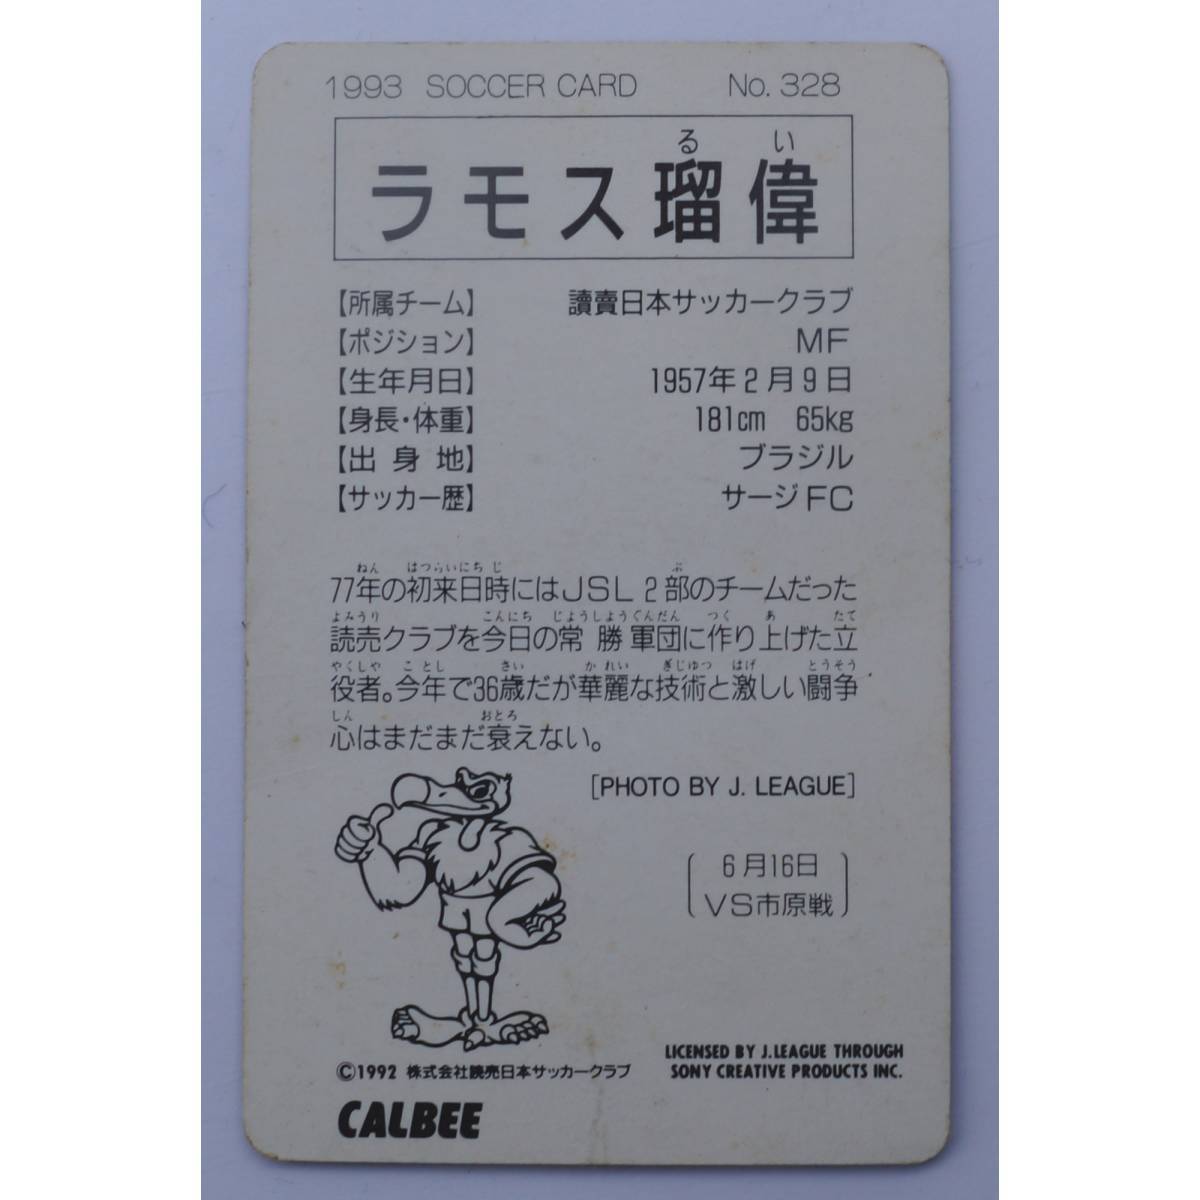 1993 SOCCER CARD No. 328
るい
ラモス瑠偉
【所属チーム】 讀賣日本サッカークラブ
【ポジション】 MF
【生年月日】 1957年2月9日
【身長・体重】 181cm 65kg
【出身地】 ブラジル
【サッカー歴】 サージFC
ねん はつらいにちじ ぶ
77年の初来日時にはJSL2部のチームだった
よみうり こんにち じょうしょうぐんだん つく あ たて
読売クラブを今日の常勝軍団に作り上げた立
やくしゃ ことし さい かれい ぎじゅつ はげ とうそう
役者。今年で36歳だが華麗な技術と激しい闘争
しん おとろ
心はまだまだ衰えない。
[PHOTO BY J. LEAGUE]
6月16日
VS市原戦
LICENSED BY J.LEAGUE THROUGH
SONY CREATIVE PRODUCTS INC.
©1992 株式会社読売日本サッカークラブ
CALBEE